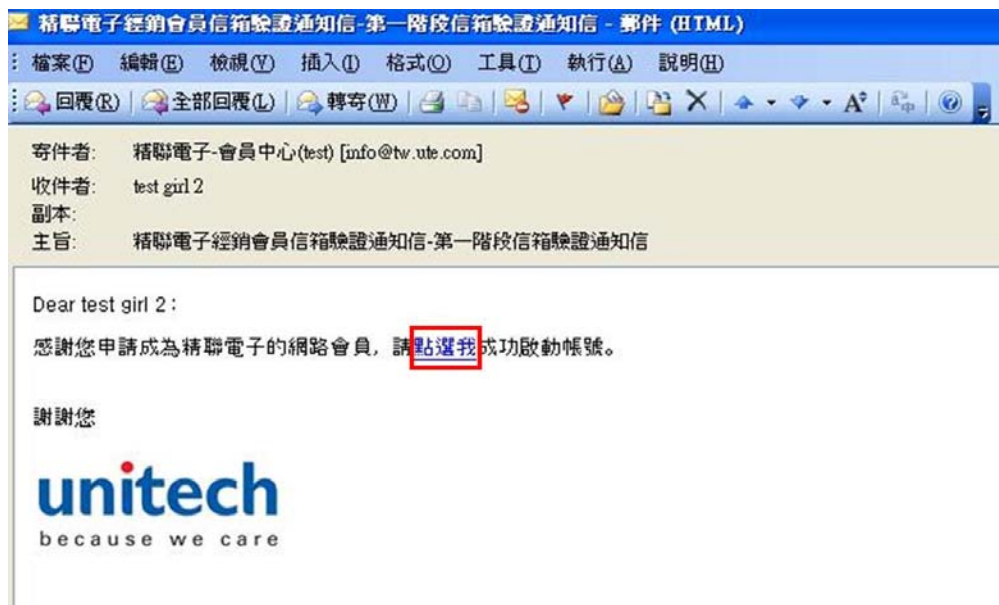 精聯電子經銷會員信箱驗證通知信-第一階段信箱驗證通知信 - 郵件 (HTML)
檔案(F) 編輯(E) 檢視(V) 插入(I) 格式(O) 工具(T) 執行(A) 說明(H)
回覆(R) 全部回覆(L) 轉寄(W)
寄件者: 精聯電子-會員中心(test) [info@tw.ute.com]
收件者: test girl 2
副本:
主旨: 精聯電子經銷會員信箱驗證通知信-第一階段信箱驗證通知信
Dear test girl 2：
感謝您申請成為精聯電子的網路會員，請點選我成功啟動帳號。
謝謝您
unitech
because we care